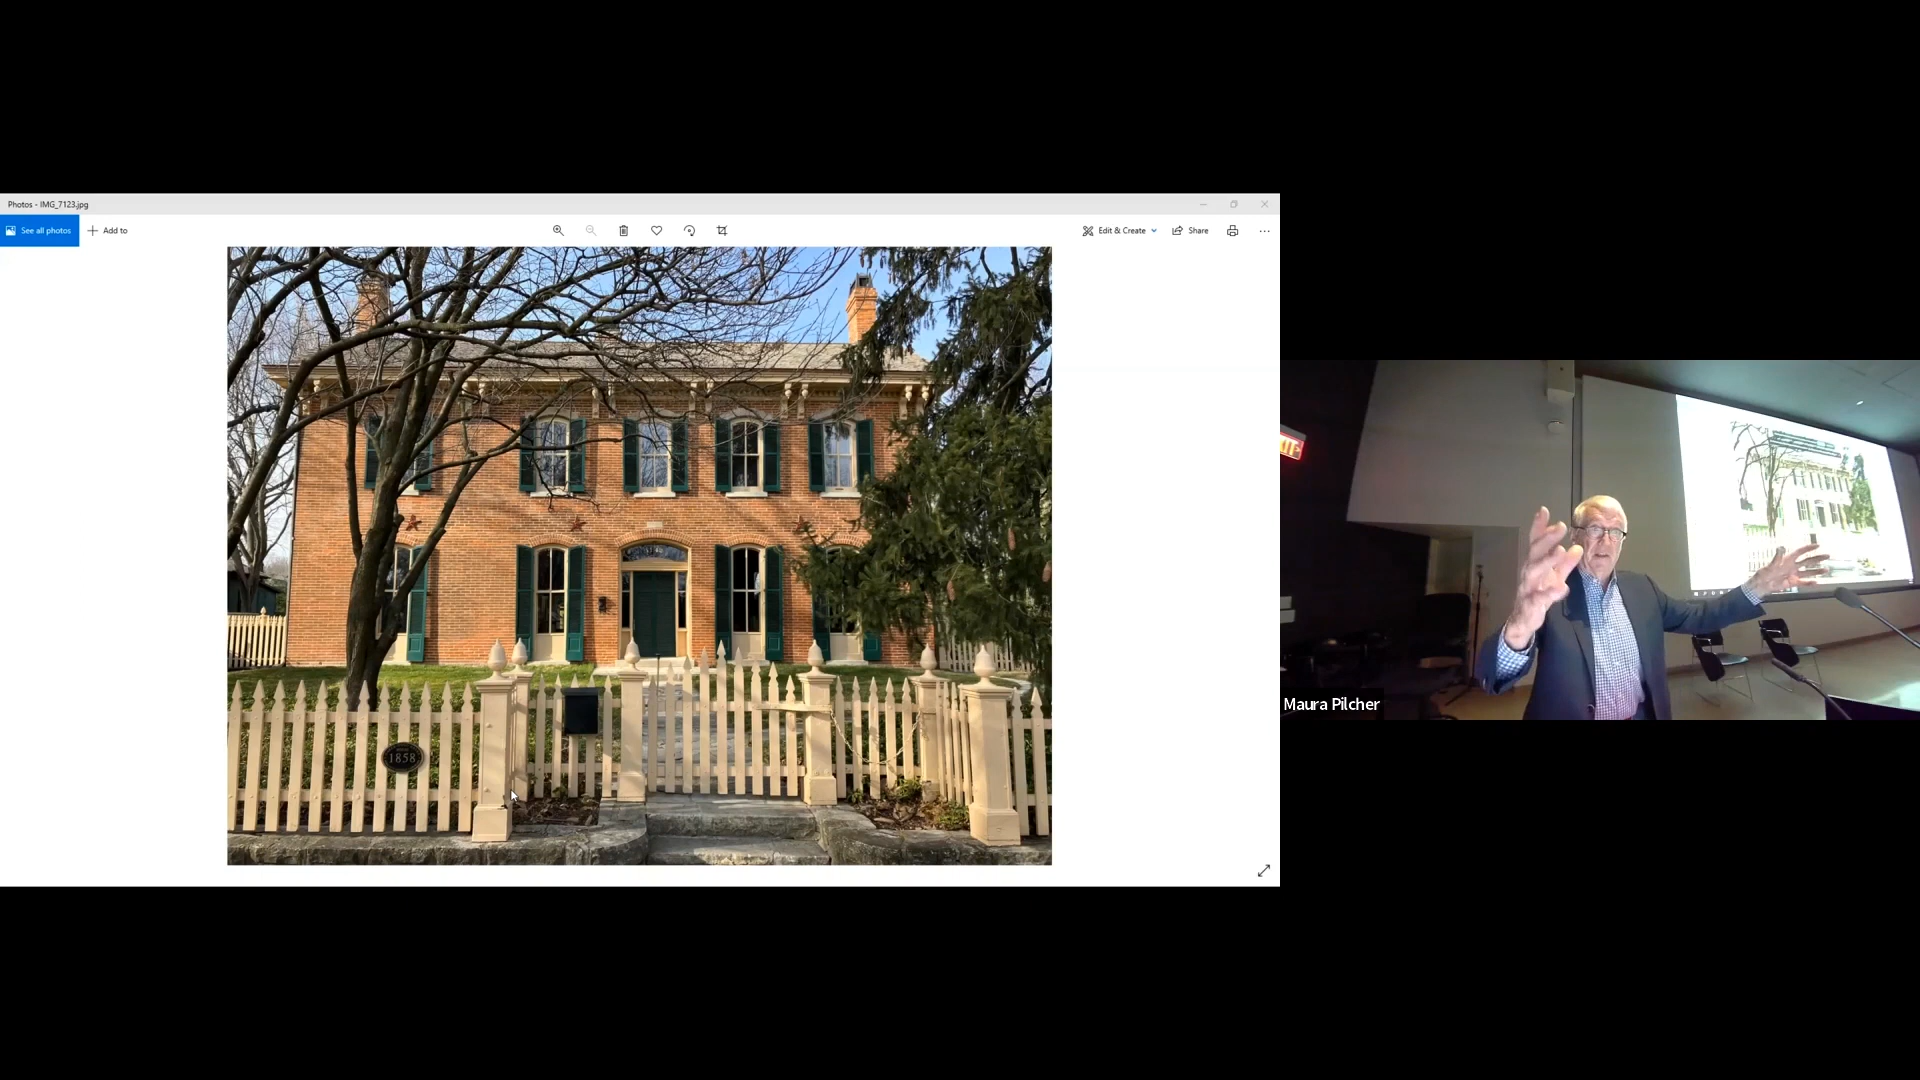 Photos - IMG_7123.jpg
See all photos
Add to
Edit & Create
Share
1858
Maura Pilcher